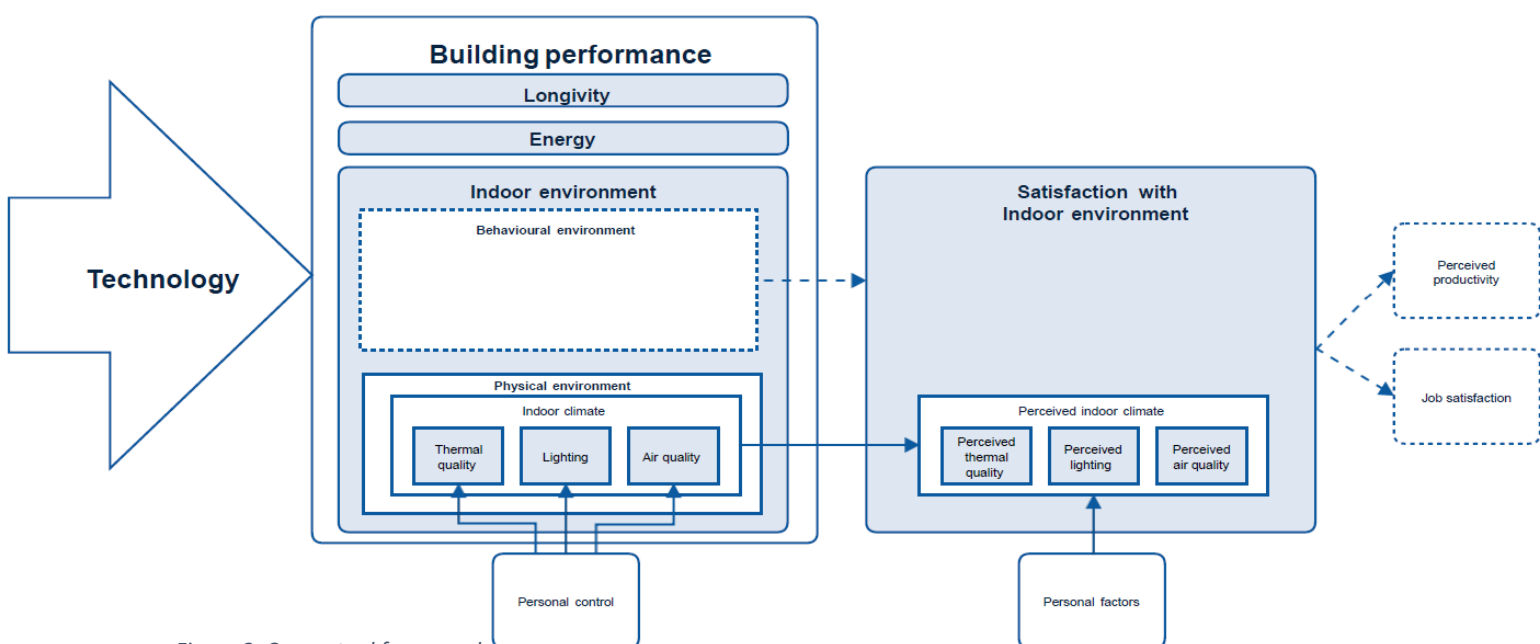 Building performance
Longivity
Energy
Indoor environment
Behavioural environment
Technology
Physical environment
Indoor climate
Thermal
quality
Lighting
Air quality
Personal control
Satisfaction with
Indoor environment
Perceived indoor climate
Perceived
thermal
quality
Perceived
lighting
Perceived
air quality
Personal factors
Perceived
productivity
Job satisfaction